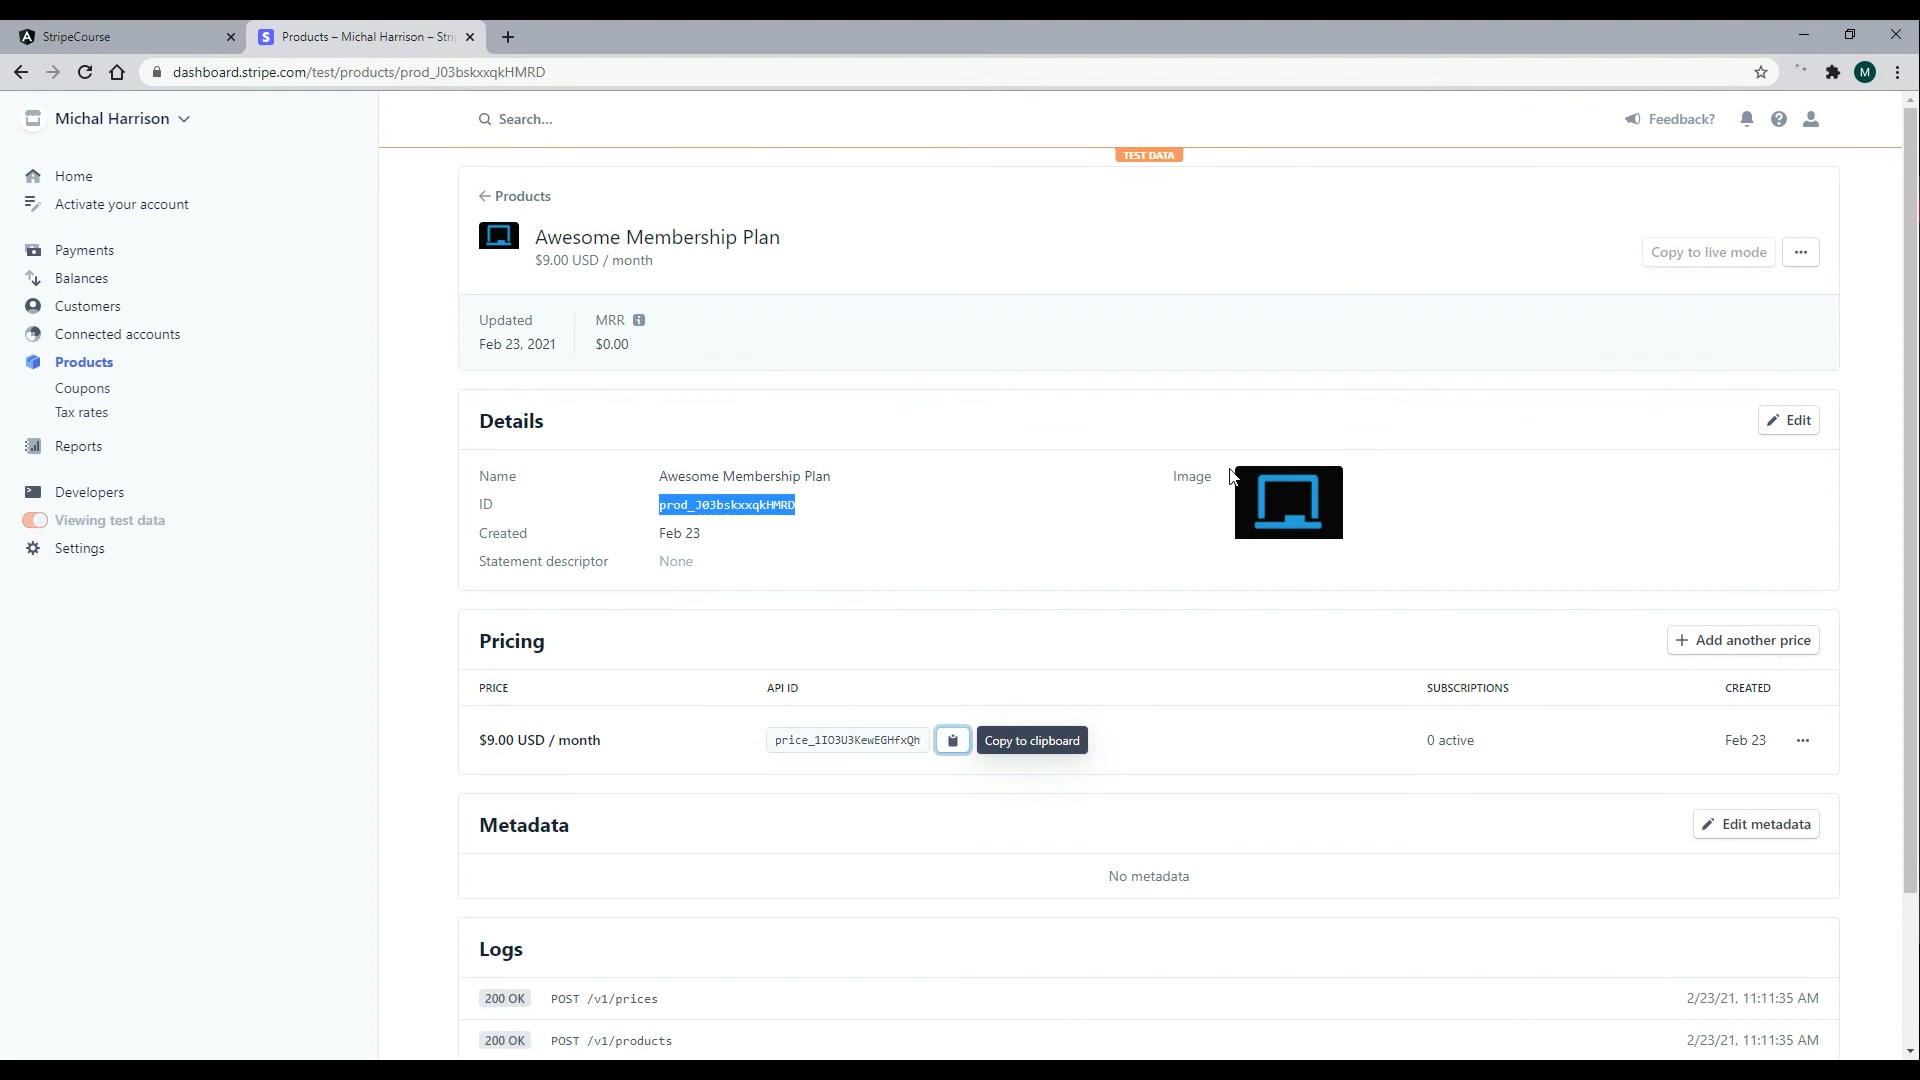 StripeCourse
Products – Michal Harrison – Stri
dashboard.stripe.com/test/products/prod_J03bskxxqkHMRD
M
Michal Harrison
Search...
Feedback?
TEST DATA
Home
Activate your account
Payments
Balances
Customers
Connected accounts
Products
Coupons
Tax rates
Reports
Developers
Viewing test data
Settings
Products
Awesome Membership Plan
$9.00 USD / month
Copy to live mode
Updated
Feb 23, 2021
MRR
$0.00
Details
Edit
Name Awesome Membership Plan
ID prod_J03bskxxqkHMRD
Created Feb 23
Statement descriptor None
Image
Pricing
Add another price
PRICE API ID SUBSCRIPTIONS CREATED
$9.00 USD / month price_1IO3U3KewEGHfxQh Copy to clipboard 0 active Feb 23
Metadata
Edit metadata
No metadata
Logs
200 OK POST /v1/prices 2/23/21, 11:11:35 AM
200 OK POST /v1/products 2/23/21, 11:11:35 AM